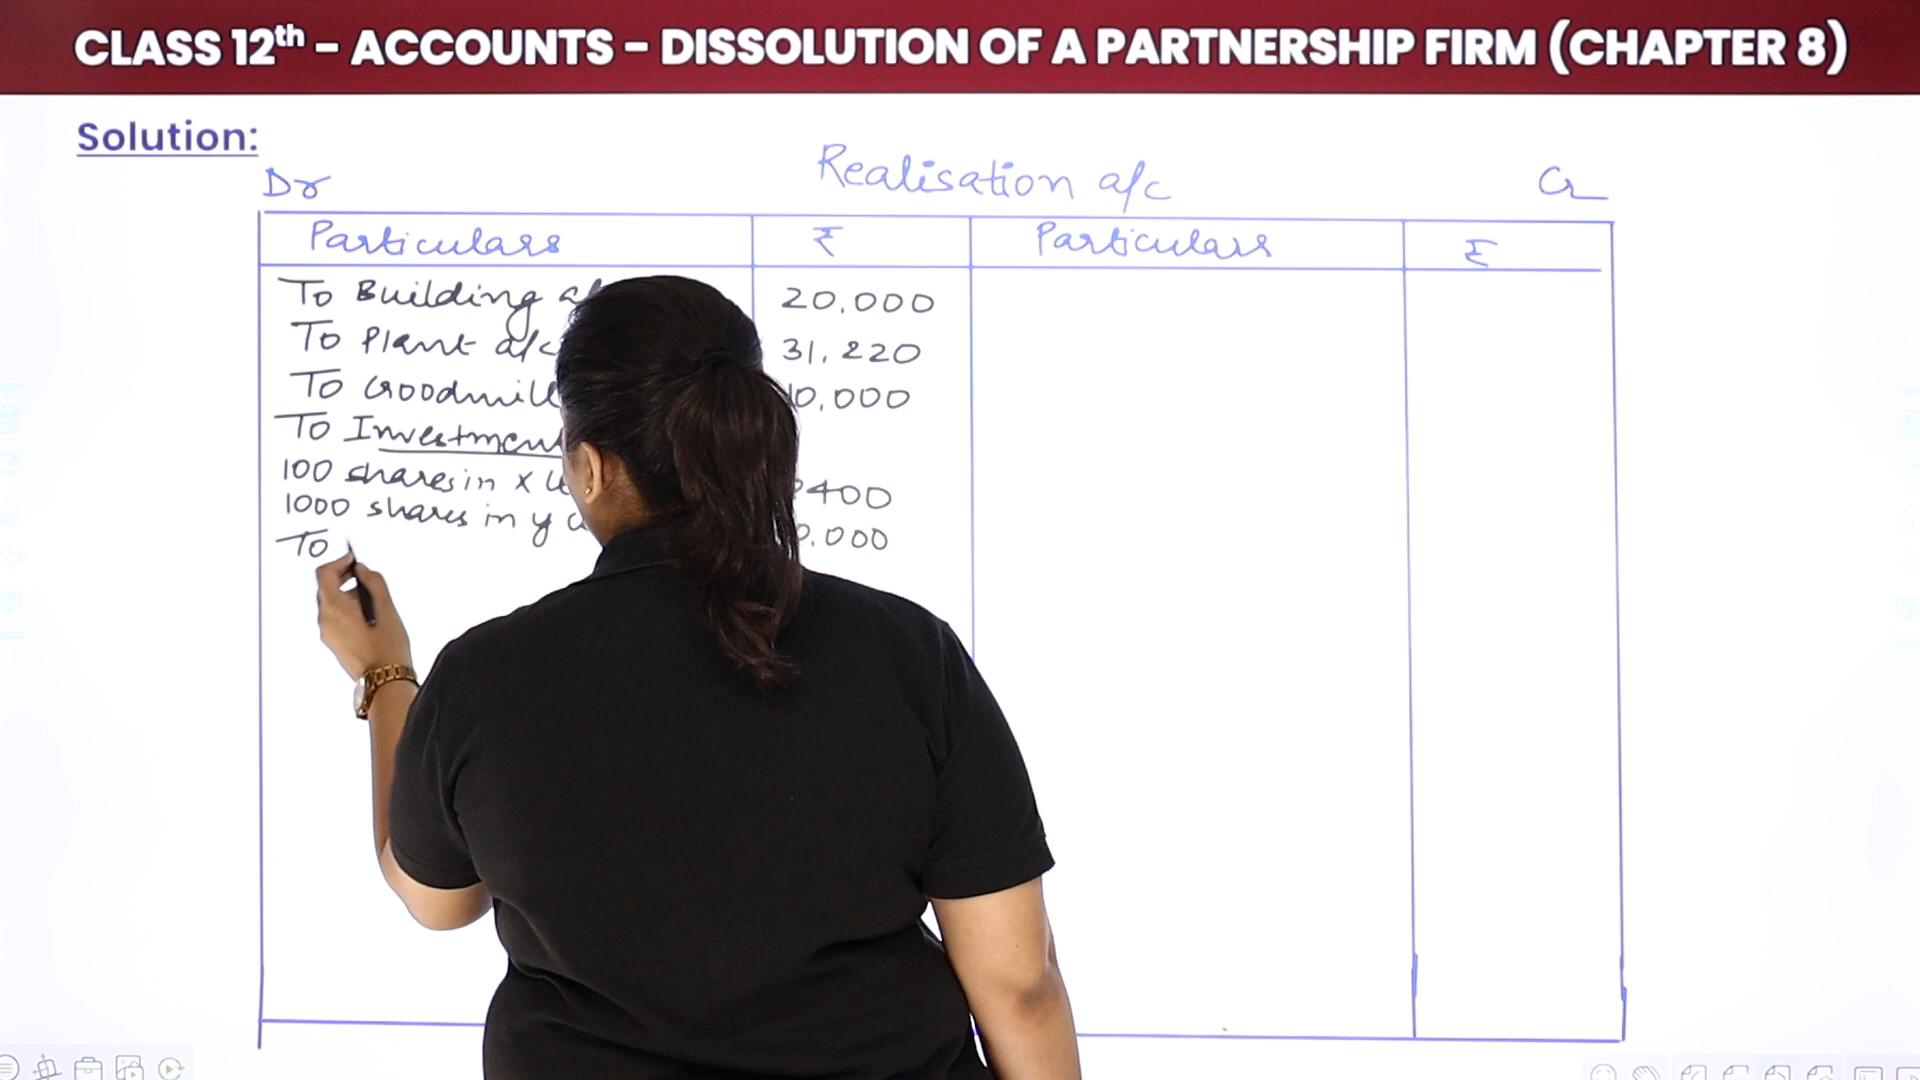 CLASS 12th – ACCOUNTS – DISSOLUTION OF A PARTNERSHIP FIRM (CHAPTER 8)
Solution:
Dr Realisation a/c Cr
Particulars ₹ Particulars ₹
To Building 20,000
To Plant a/c 31,220
To Goodwill
To Investment
100 shares in X
1000 shares in y
To